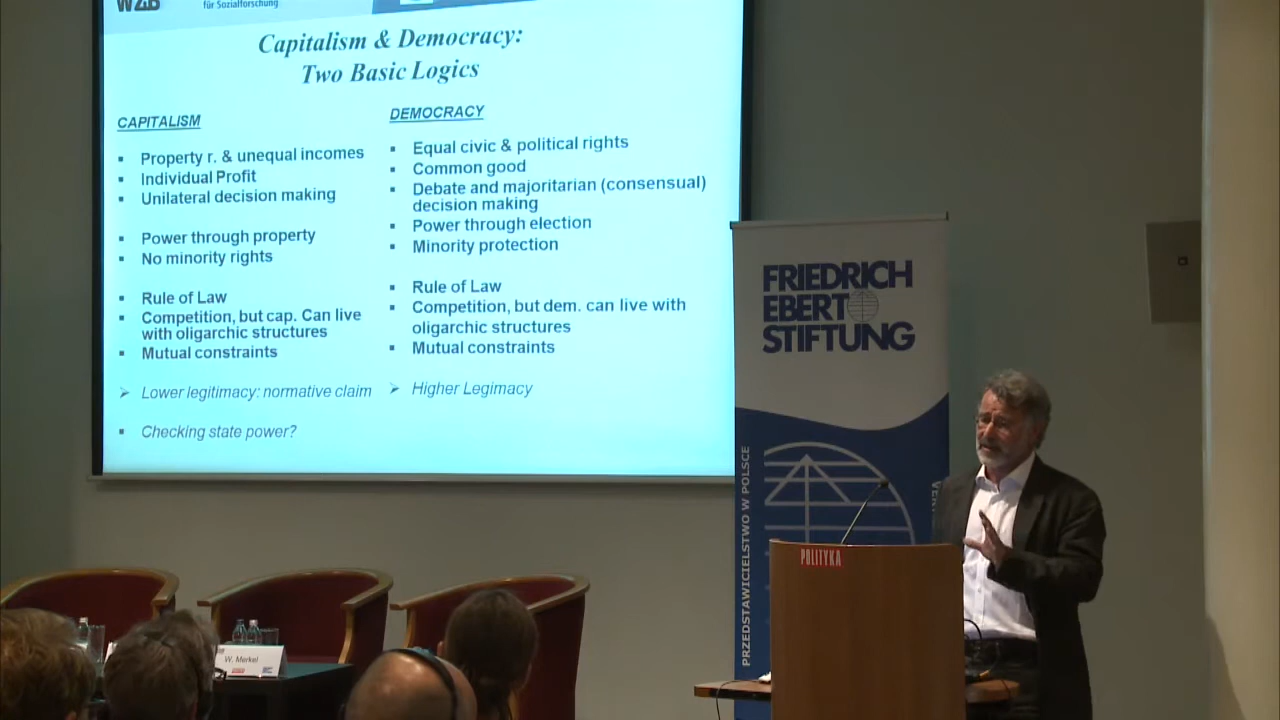 WZB
für Sozialforschung
Capitalism & Democracy:
Two Basic Logics
CAPITALISM
▪ Property r. & unequal incomes
▪ Individual Profit
▪ Unilateral decision making
▪ Power through property
▪ No minority rights
▪ Rule of Law
▪ Competition, but cap. Can live
with oligarchic structures
▪ Mutual constraints
➢ Lower legitimacy: normative claim
▪ Checking state power?
DEMOCRACY
▪ Equal civic & political rights
▪ Common good
▪ Debate and majoritarian (consensual)
decision making
▪ Power through election
▪ Minority protection
▪ Rule of Law
▪ Competition, but dem. can live with
oligarchic structures
▪ Mutual constraints
➢ Higher Legimacy
FRIEDRICH
EBERT
STIFTUNG
PRZEDSTAWICIELSTWO W POLSCE
POLITYKA
W. Merkel